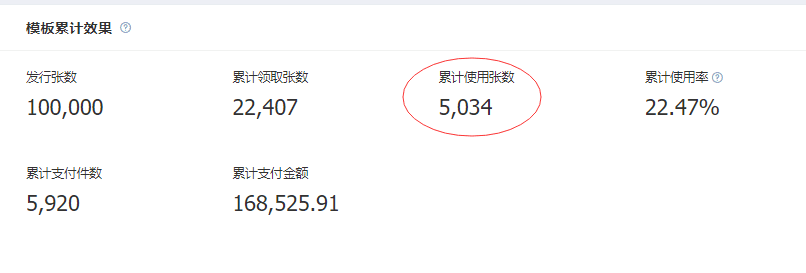 模板累计效果
发行张数 累计领取张数 累计使用张数 累计使用率
100,000 22,407 5,034 22.47%
累计支付件数 累计支付金额
5,920 168,525.91